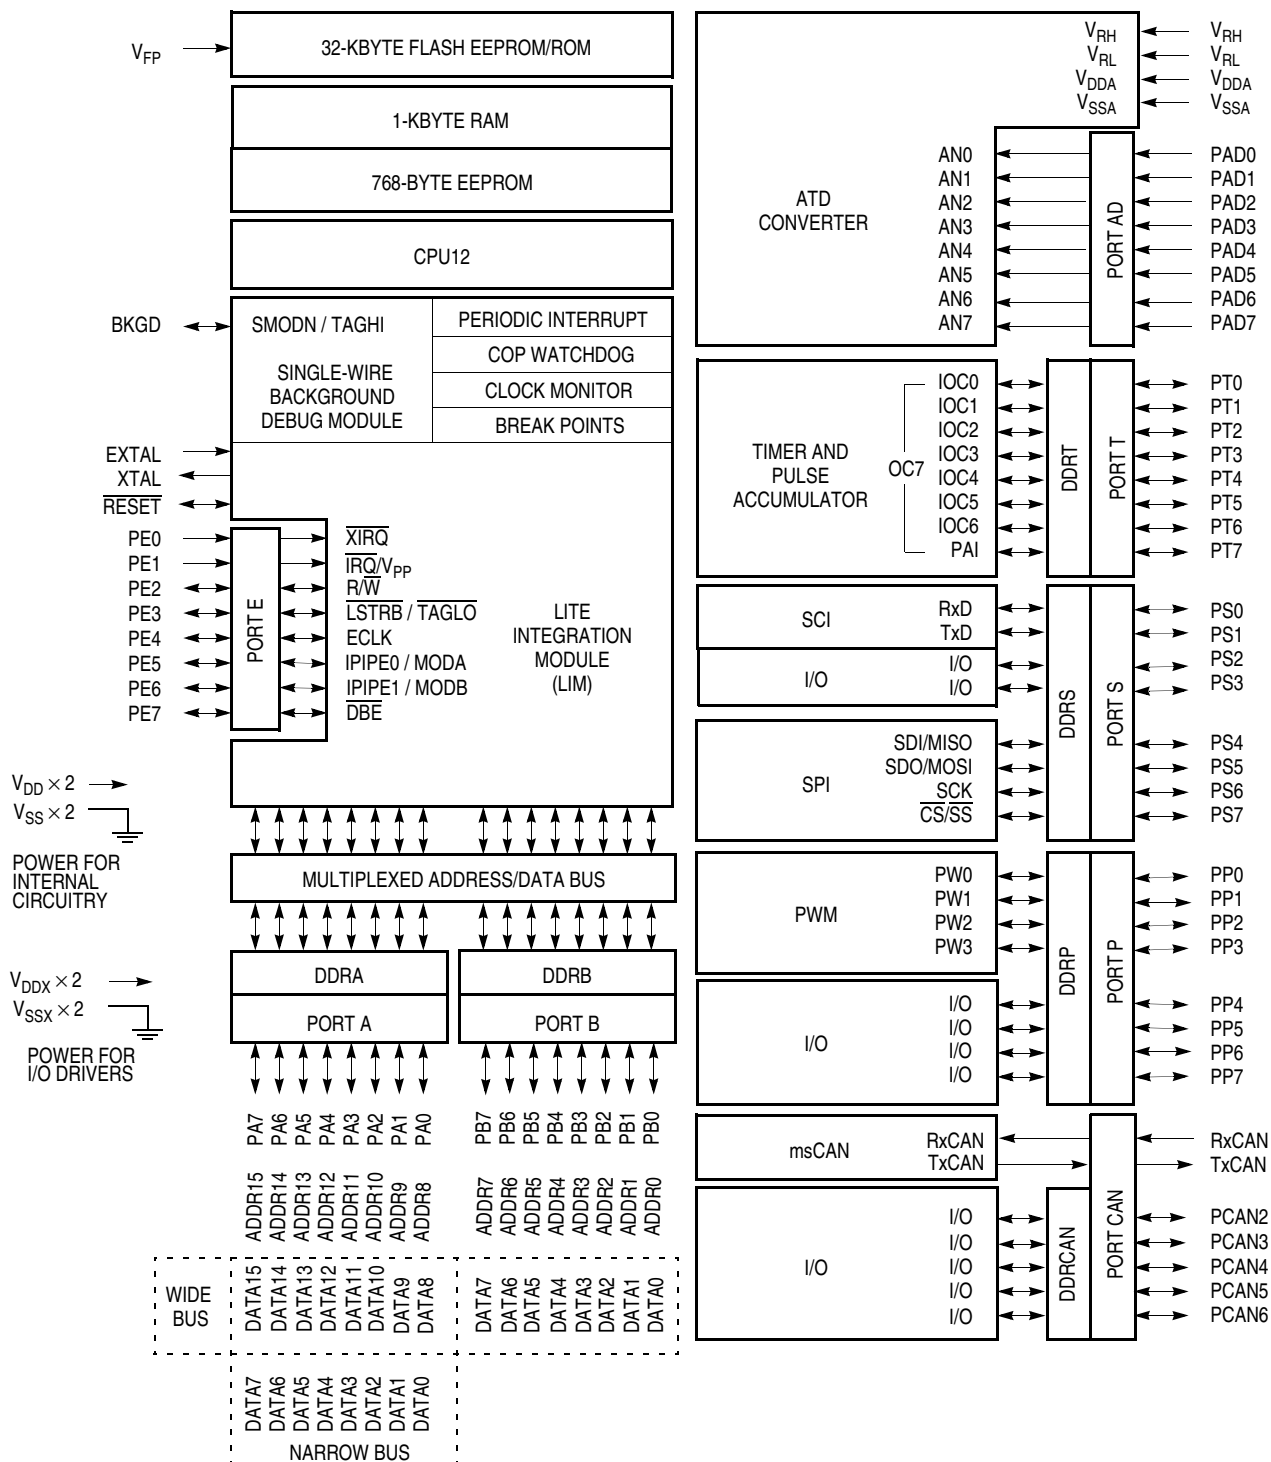 V_FP
32-KBYTE FLASH EEPROM/ROM
1-KBYTE RAM
768-BYTE EEPROM
CPU12
BKGD
SMODN / TAGHI
SINGLE-WIRE
BACKGROUND
DEBUG MODULE
PERIODIC INTERRUPT
COP WATCHDOG
CLOCK MONITOR
BREAK POINTS
EXTAL
XTAL
RESET
PE0
PE1
PE2
PE3
PE4
PE5
PE6
PE7
PORT E
XIRQ
IRQ/V_PP
R/W
LSTRB / TAGLO
ECLK
IPIPE0 / MODA
IPIPE1 / MODB
DBE
LITE
INTEGRATION
MODULE
(LIM)
V_DD × 2
V_SS × 2
POWER FOR
INTERNAL
CIRCUITRY
MULTIPLEXED ADDRESS/DATA BUS
V_DDX × 2
V_SSX × 2
POWER FOR
I/O DRIVERS
DDRA
PORT A
DDRB
PORT B
PA7
PA6
PA5
PA4
PA3
PA2
PA1
PA0
PB7
PB6
PB5
PB4
PB3
PB2
PB1
PB0
ADDR15
ADDR14
ADDR13
ADDR12
ADDR11
ADDR10
ADDR9
ADDR8
ADDR7
ADDR6
ADDR5
ADDR4
ADDR3
ADDR2
ADDR1
ADDR0
WIDE
BUS
DATA15
DATA14
DATA13
DATA12
DATA11
DATA10
DATA9
DATA8
DATA7
DATA6
DATA5
DATA4
DATA3
DATA2
DATA1
DATA0
DATA7
DATA6
DATA5
DATA4
DATA3
DATA2
DATA1
DATA0
NARROW BUS
ATD
CONVERTER
V_RH
V_RL
V_DDA
V_SSA
V_RH
V_RL
V_DDA
V_SSA
AN0
AN1
AN2
AN3
AN4
AN5
AN6
AN7
PORT AD
PAD0
PAD1
PAD2
PAD3
PAD4
PAD5
PAD6
PAD7
TIMER AND
PULSE
ACCUMULATOR
OC7
IOC0
IOC1
IOC2
IOC3
IOC4
IOC5
IOC6
PAI
DDRT
PORT T
PT0
PT1
PT2
PT3
PT4
PT5
PT6
PT7
SCI
RxD
TxD
I/O
I/O
I/O
SPI
SDI/MISO
SDO/MOSI
SCK
CS/SS
DDRS
PORT S
PS0
PS1
PS2
PS3
PS4
PS5
PS6
PS7
PWM
PW0
PW1
PW2
PW3
I/O
I/O
I/O
I/O
I/O
DDRP
PORT P
PP0
PP1
PP2
PP3
PP4
PP5
PP6
PP7
msCAN
RxCAN
TxCAN
I/O
I/O
I/O
I/O
I/O
I/O
DDRCAN
PORT CAN
RxCAN
TxCAN
PCAN2
PCAN3
PCAN4
PCAN5
PCAN6